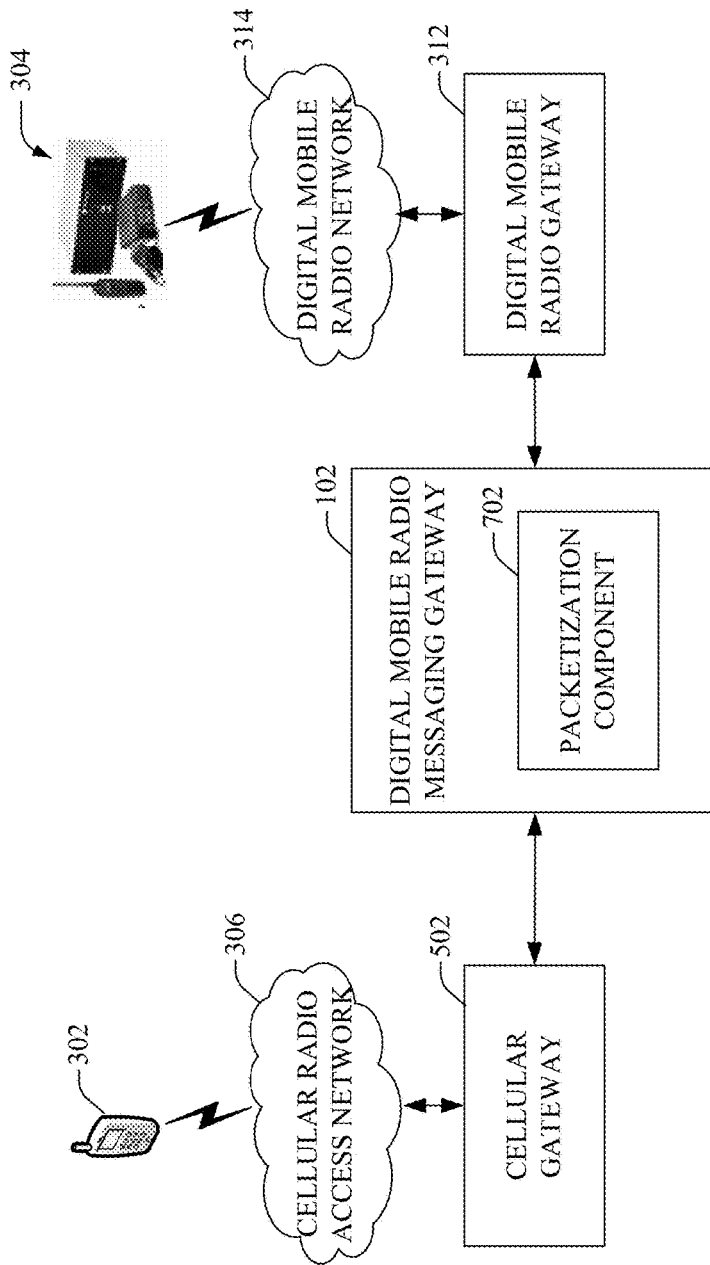 302
304
CELLULAR RADIO
ACCESS NETWORK
306
DIGITAL MOBILE
RADIO NETWORK
314
CELLULAR
GATEWAY
502
DIGITAL MOBILE RADIO
MESSAGING GATEWAY
102
PACKETIZATION
COMPONENT
702
DIGITAL MOBILE
RADIO GATEWAY
312